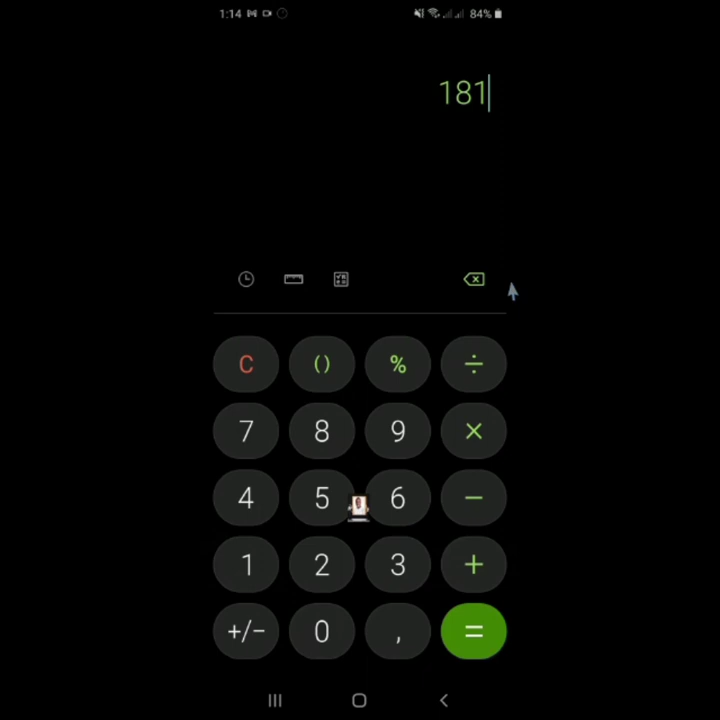 1:14 84%
181
C () % ÷
7 8 9 ×
4 5 6 −
1 2 3 +
+/− 0 , =